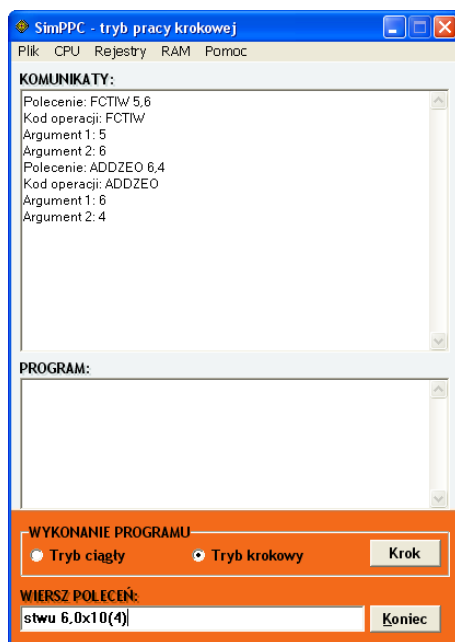 SimPPC - tryb pracy krokowej
Plik CPU Rejestry RAM Pomoc
KOMUNIKATY:
Polecenie: FCTIW 5,6
Kod operacji: FCTIW
Argument 1: 5
Argument 2: 6
Polecenie: ADDZEO 6,4
Kod operacji: ADDZEO
Argument 1: 6
Argument 2: 4
PROGRAM:
WYKONANIE PROGRAMU
Tryb ciągły Tryb krokowy Krok
WIERSZ POLECEŃ:
stwu 6,0x10(4) Koniec